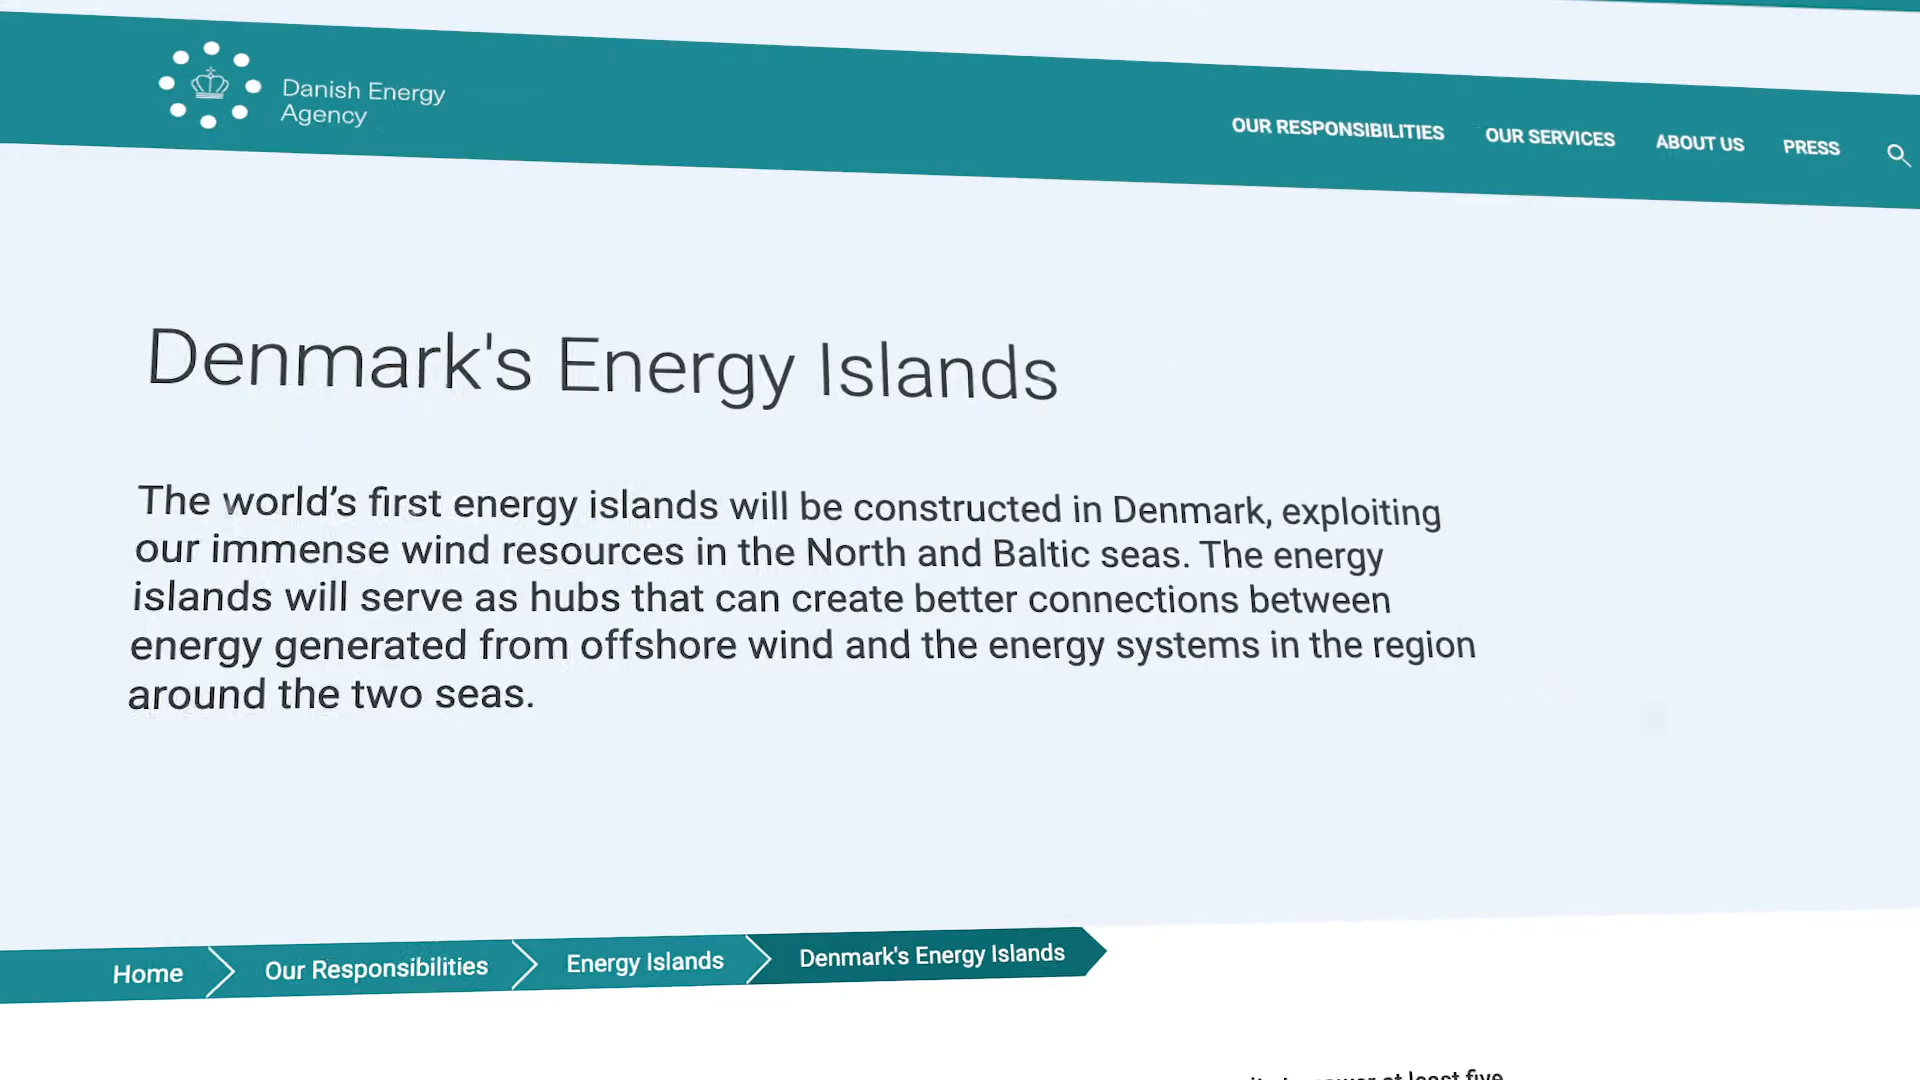 Danish Energy
Agency
OUR RESPONSIBILITIES
OUR SERVICES
ABOUT US
PRESS
Denmark's Energy Islands
The world’s first energy islands will be constructed in Denmark, exploiting
our immense wind resources in the North and Baltic seas. The energy
islands will serve as hubs that can create better connections between
energy generated from offshore wind and the energy systems in the region
around the two seas.
Home
Our Responsibilities
Energy Islands
Denmark's Energy Islands
at least five